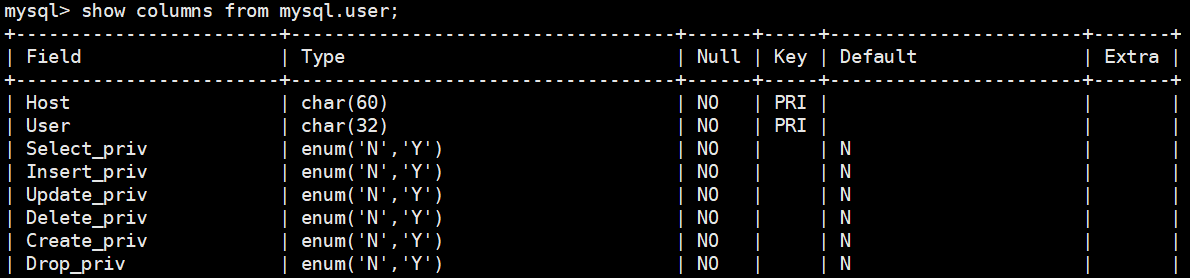 mysql> show columns from mysql.user;
+------------------------+-----------------------------------+------+-----+-----------------------+-------+
| Field                  | Type                              | Null | Key | Default               | Extra |
+------------------------+-----------------------------------+------+-----+-----------------------+-------+
| Host                   | char(60)                          | NO   | PRI |                       |       |
| User                   | char(32)                          | NO   | PRI |                       |       |
| Select_priv            | enum('N','Y')                     | NO   |     | N                     |       |
| Insert_priv            | enum('N','Y')                     | NO   |     | N                     |       |
| Update_priv            | enum('N','Y')                     | NO   |     | N                     |       |
| Delete_priv            | enum('N','Y')                     | NO   |     | N                     |       |
| Create_priv            | enum('N','Y')                     | NO   |     | N                     |       |
| Drop_priv              | enum('N','Y')                     | NO   |     | N                     |       |